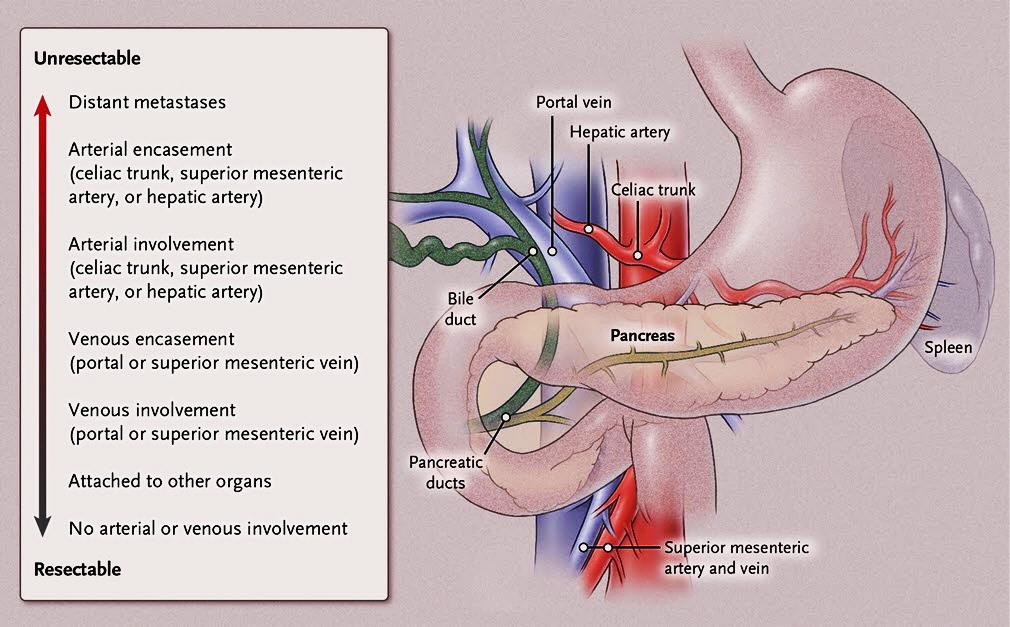 Unresectable
Distant metastases
Arterial encasement
(celiac trunk, superior mesenteric
artery, or hepatic artery)
Arterial involvement
(celiac trunk, superior mesenteric
artery, or hepatic artery)
Venous encasement
(portal or superior mesenteric vein)
Venous involvement
(portal or superior mesenteric vein)
Attached to other organs
No arterial or venous involvement
Resectable
Portal vein
Hepatic artery
Celiac trunk
Bile
duct
Pancreas
Spleen
Pancreatic
ducts
Superior mesenteric
artery and vein